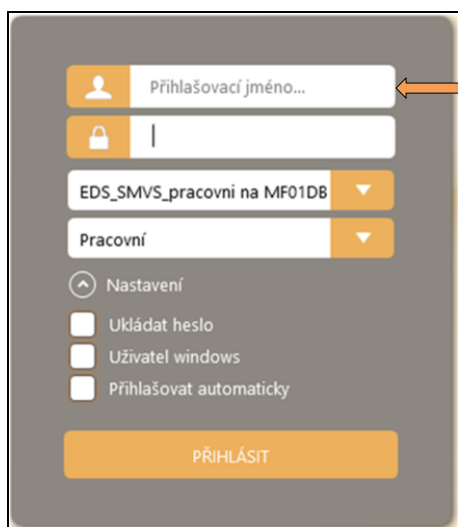 Přihlašovací jméno...
EDS_SMVS_pracovni na MF01DB
Pracovní
Nastavení
Ukládat heslo
Uživatel windows
Přihlašovat automaticky
PŘIHLÁSIT